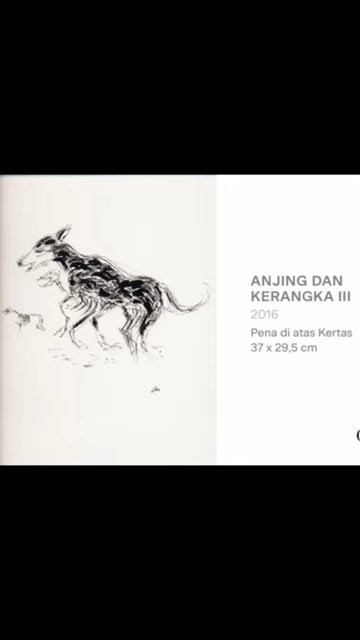 ANJING DAN
KERANGKA III
2016
Pena di atas Kertas
37 x 29,5 cm